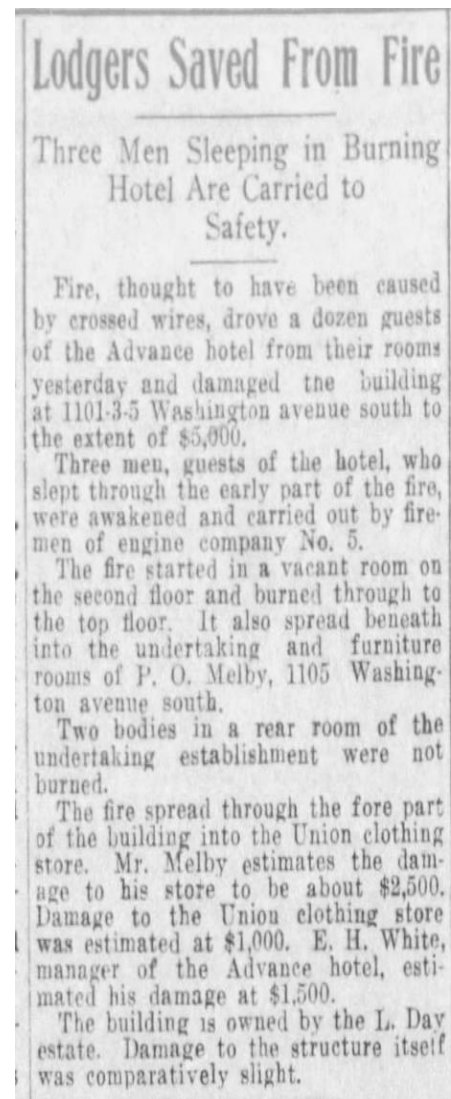 Lodgers Saved From Fire
Three Men Sleeping in Burning
Hotel Are Carried to
Safety.
Fire, thought to have been caused
by crossed wires, drove a dozen guests
of the Advance hotel from their rooms
yesterday and damaged tne building
at 1101-3-5 Washington avenue south to
the extent of $5,000.
Three men, guests of the hotel, who
slept through the early part of the fire,
were awakened and carried out by fire-
men of engine company No. 5.
The fire started in a vacant room on
the second floor and burned through to
the top floor. It also spread beneath
into the undertaking and furniture
rooms of P. O. Melby, 1105 Washing-
ton avenue south.
Two bodies in a rear room of the
undertaking establishment were not
burned.
The fire spread through the fore part
of the building into the Union clothing
store. Mr. Melby estimates the dam-
age to his store to be about $2,500.
Damage to the Union clothing store
was estimated at $1,000. E. H. White,
manager of the Advance hotel, esti-
mated his damage at $1,500.
The building is owned by the L. Day
estate. Damage to the structure itself
was comparatively slight.